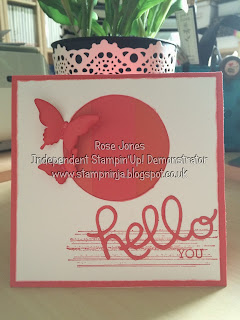 Rose Jones
Independent Stampin'Up! Demonstrator
www.stampninja.blogspot.co.uk
hello
YOU